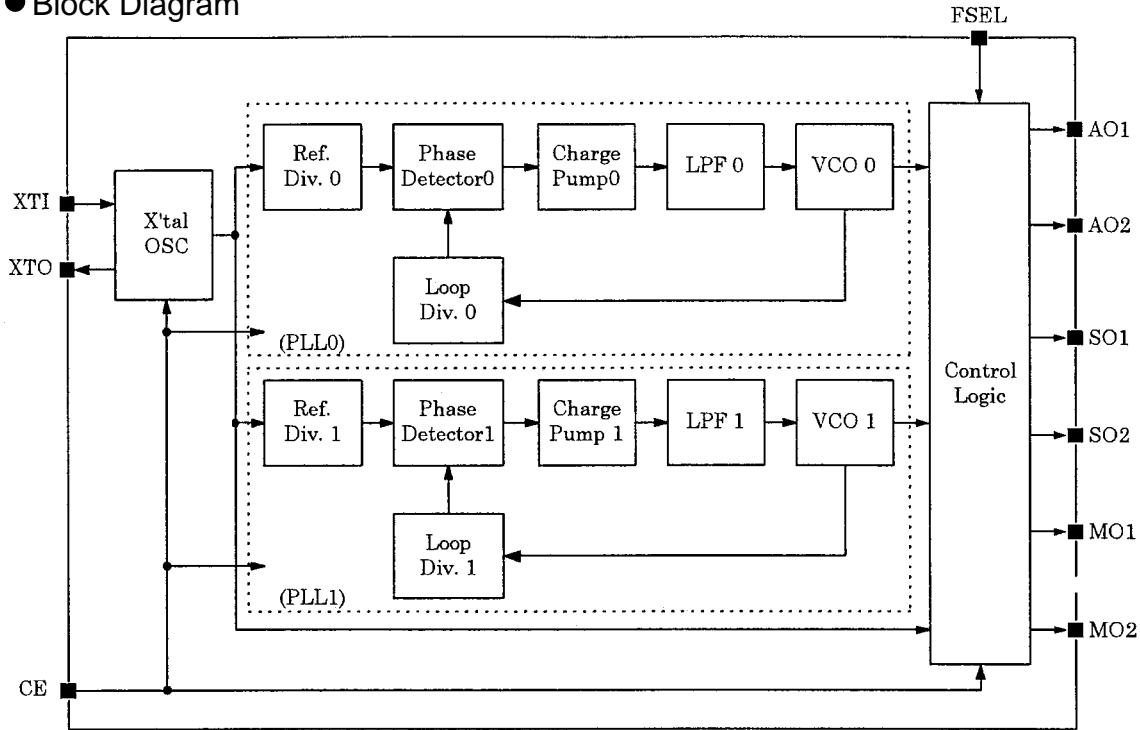 ● Block Diagram
FSEL
XTI
XTO
CE
X'tal
OSC
Ref.
Div. 0
Phase
Detector0
Charge
Pump0
LPF 0
VCO 0
Loop
Div. 0
(PLL0)
Ref.
Div. 1
Phase
Detector1
Charge
Pump 1
LPF 1
VCO 1
Loop
Div. 1
(PLL1)
Control
Logic
AO1
AO2
SO1
SO2
MO1
MO2